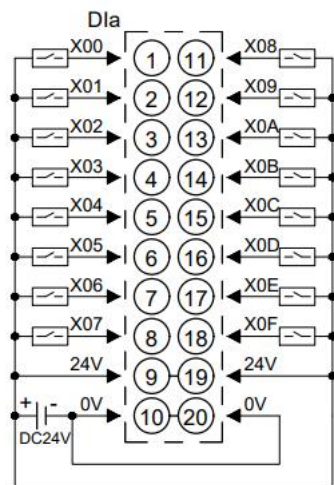 DIa
X00 1 11 X08
X01 2 12 X09
X02 3 13 X0A
X03 4 14 X0B
X04 5 15 X0C
X05 6 16 X0D
X06 7 17 X0E
X07 8 18 X0F
24V 9 19 24V
+ - 0V 10 20 0V
DC24V